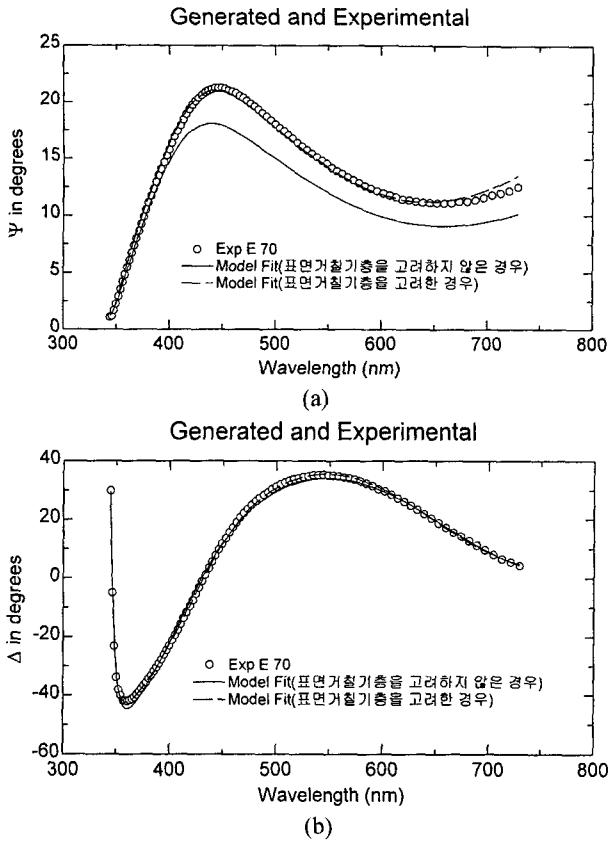 Generated and Experimental
25
20
15
10
5
0
Ψ in degrees
Exp E 70
Model Fit(표면거칠기층을 고려하지 않은 경우)
Model Fit(표면거칠기층을 고려한 경우)
300 400 500 600 700 800
Wavelength (nm)
(a)
Generated and Experimental
40
20
0
-20
-40
-60
Δ in degrees
Exp E 70
Model Fit(표면거칠기층을 고려하지 않은 경우)
Model Fit(표면거칠기층을 고려한 경우)
300 400 500 600 700 800
Wavelength (nm)
(b)